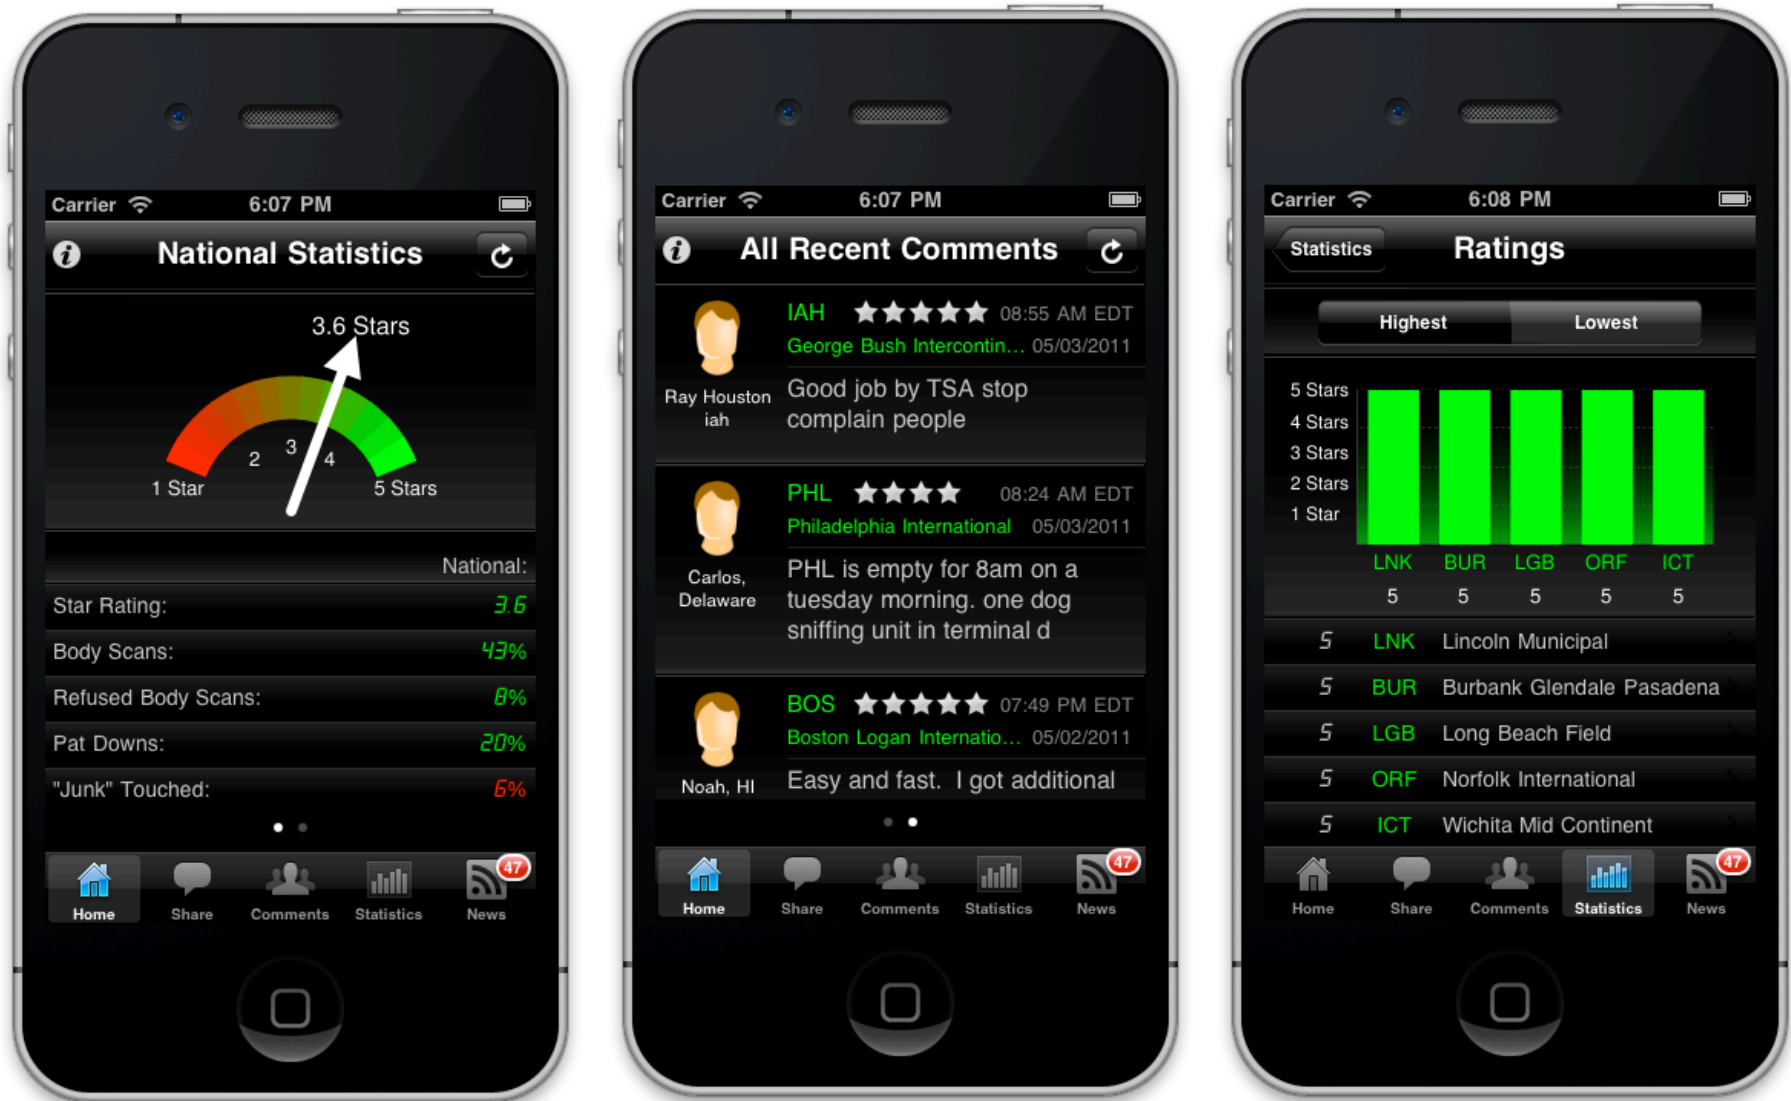 Carrier 6:07 PM
National Statistics
3.6 Stars
3
2 4
1 Star 5 Stars
National:
Star Rating: 3.6
Body Scans: 43%
Refused Body Scans: 8%
Pat Downs: 20%
"Junk" Touched: 6%
47
Home Share Comments Statistics News
Carrier 6:07 PM
All Recent Comments
IAH 08:55 AM EDT
George Bush Intercontin... 05/03/2011
Ray Houston
iah
Good job by TSA stop
complain people
PHL 08:24 AM EDT
Philadelphia International 05/03/2011
Carlos,
Delaware
PHL is empty for 8am on a
tuesday morning. one dog
sniffing unit in terminal d
BOS 07:49 PM EDT
Boston Logan Internatio... 05/02/2011
Noah, HI
Easy and fast. I got additional
47
Home Share Comments Statistics News
Carrier 6:08 PM
Statistics Ratings
Highest Lowest
5 Stars
4 Stars
3 Stars
2 Stars
1 Star
LNK BUR LGB ORF ICT
5 5 5 5 5
5 LNK Lincoln Municipal
5 BUR Burbank Glendale Pasadena
5 LGB Long Beach Field
5 ORF Norfolk International
5 ICT Wichita Mid Continent
47
Home Share Comments Statistics News